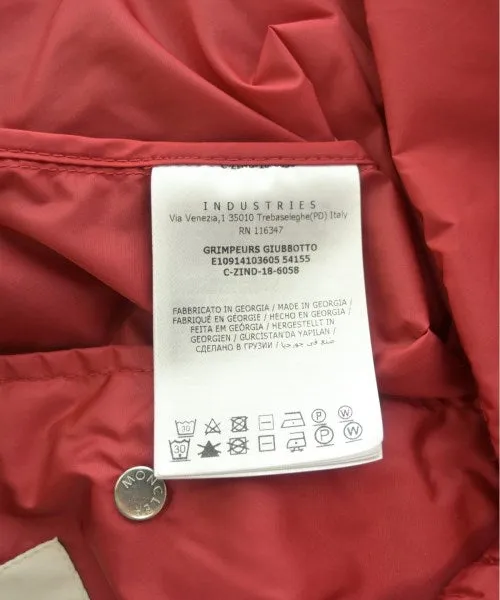 INDUSTRIES
Via Venezia,1 35010 Trebaseleghe(PD) Italy
RN 116347
GRIMPEURS GIUBBOTTO
E10914103605 54155
C-ZIND-18-6058
FABBRICATO IN GEORGIA / MADE IN GEORGIA /
FABRIQUÉ EN GEORGIE / HECHO EN GEORGIA /
FEITA EM GEÓRGIA / HERGESTELLT IN
GEORGIEN / GÜRCISTAN'DA YAPILAN /
СДЕЛАНО В ГРУЗИИ / صنع في جورجيا
30 P W
30 P W
MONCLER